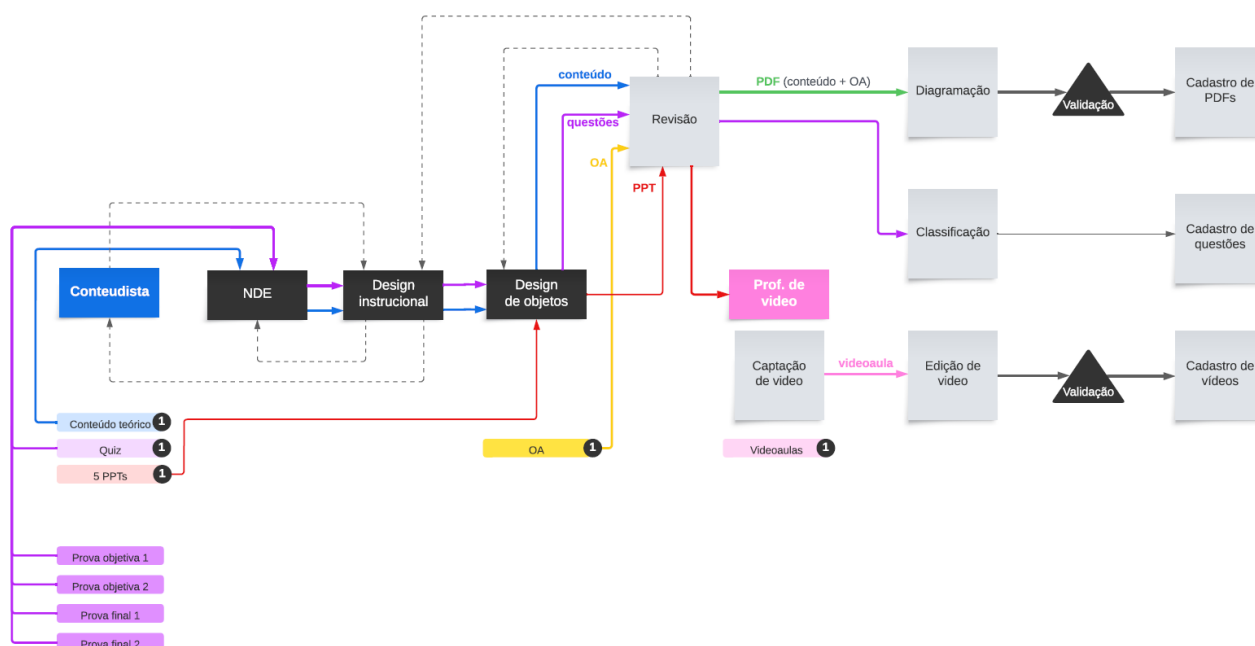 conteúdo
questões
OA
PPT
Revisão
PDF (conteúdo + OA)
Diagramação
Validação
Cadastro de
PDFs
Classificação
Cadastro de
questões
Conteudista
NDE
Design
instrucional
Design
de objetos
Prof. de
video
Captação
de video
videoaula
Edição de
video
Validação
Cadastro de
vídeos
Conteúdo teórico 1
Quiz 1
5 PPTs 1
OA 1
Videoaulas 1
Prova objetiva 1
Prova objetiva 2
Prova final 1
Prova final 2